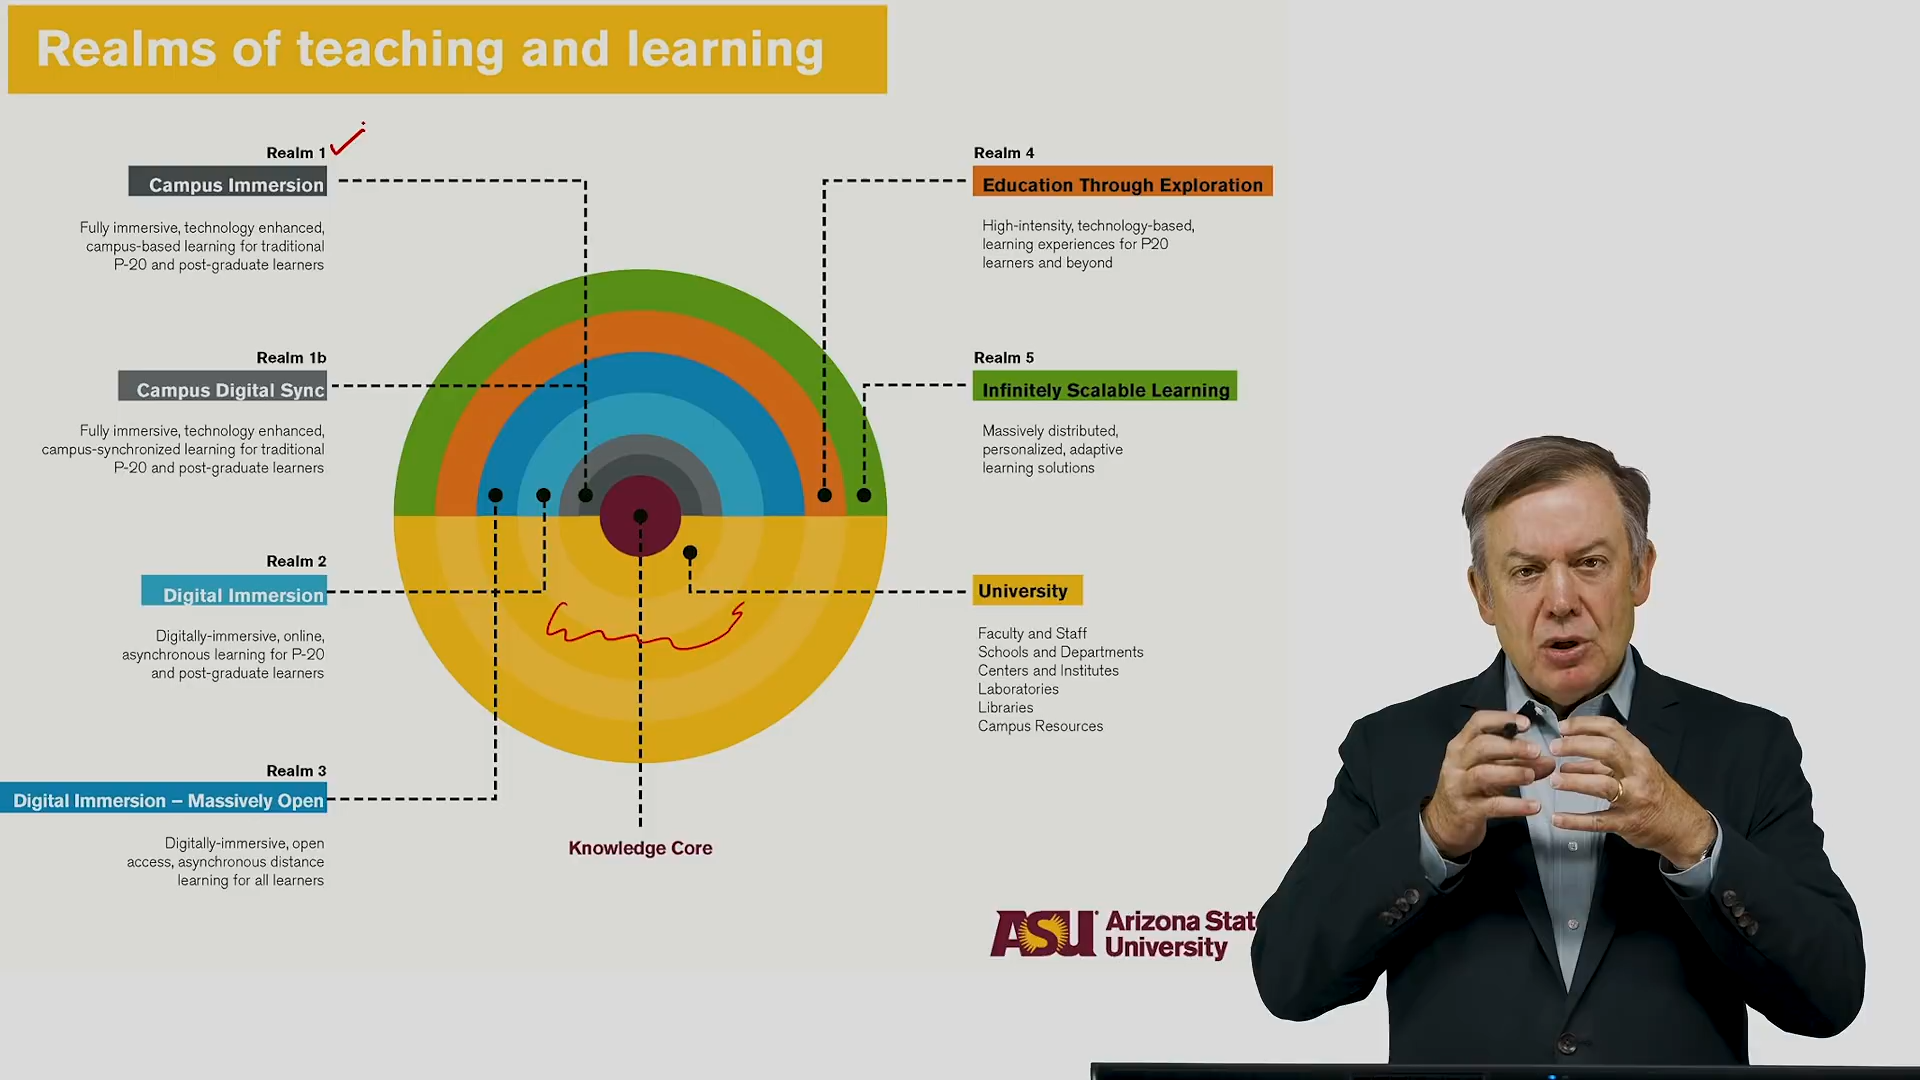 Realms of teaching and learning
Realm 1
Campus Immersion
Fully immersive, technology enhanced,
campus-based learning for traditional
P-20 and post-graduate learners
Realm 1b
Campus Digital Sync
Fully immersive, technology enhanced,
campus-synchronized learning for traditional
P-20 and post-graduate learners
Realm 2
Digital Immersion
Digitally-immersive, online,
asynchronous learning for P-20
and post-graduate learners
Realm 3
Digital Immersion – Massively Open
Digitally-immersive, open
access, asynchronous distance
learning for all learners
Knowledge Core
Realm 4
Education Through Exploration
High-intensity, technology-based,
learning experiences for P20
learners and beyond
Realm 5
Infinitely Scalable Learning
Massively distributed,
personalized, adaptive
learning solutions
University
Faculty and Staff
Schools and Departments
Centers and Institutes
Laboratories
Libraries
Campus Resources
ASU Arizona Stat
University